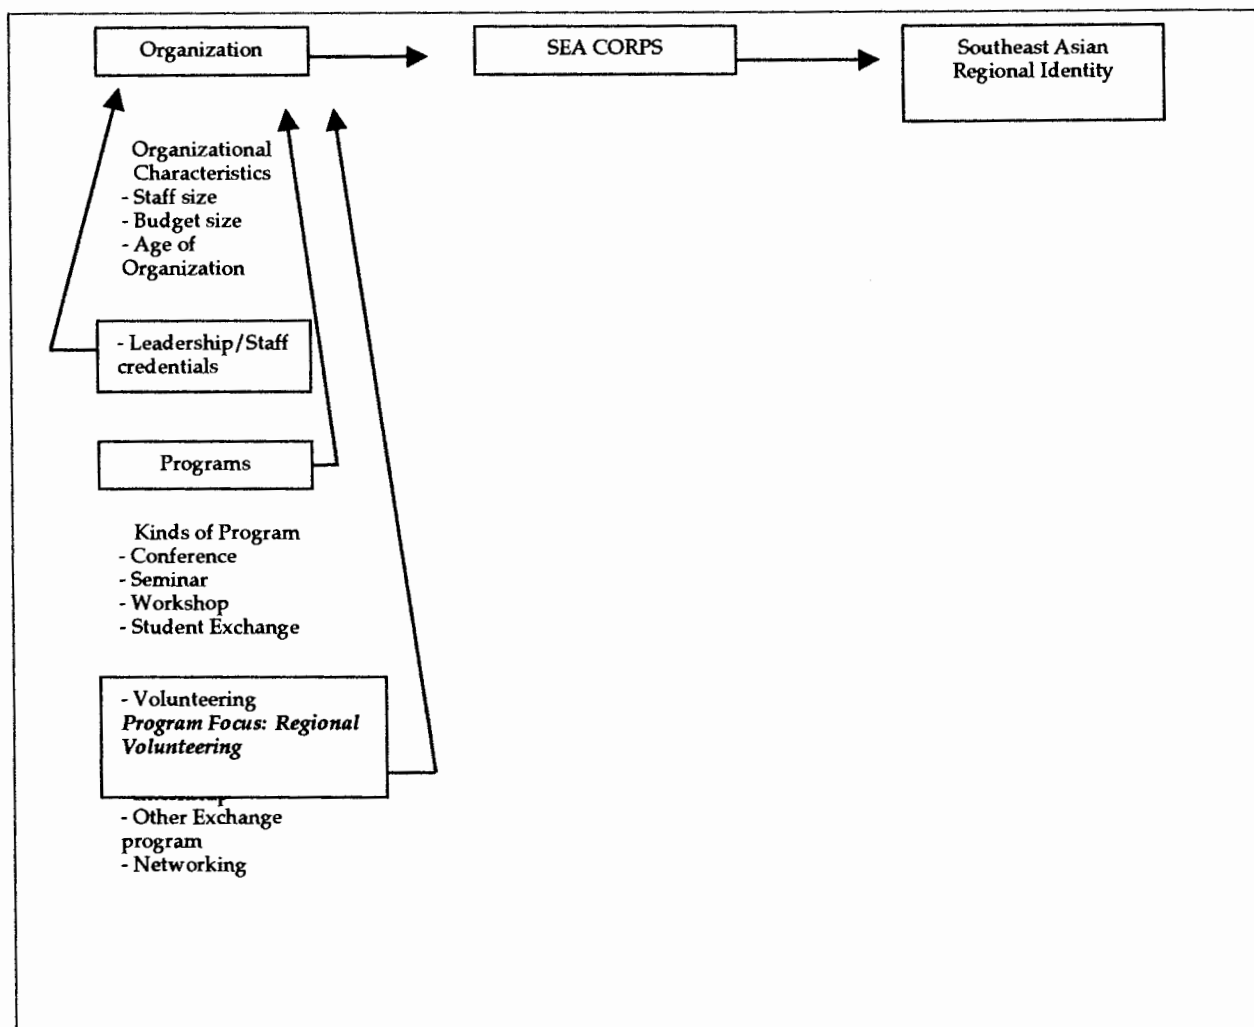 Organization
SEA CORPS
Southeast Asian
Regional Identity
Organizational
Characteristics
- Staff size
- Budget size
- Age of
Organization
- Leadership/Staff
credentials
Programs
Kinds of Program
- Conference
- Seminar
- Workshop
- Student Exchange
- Volunteering
Program Focus: Regional
Volunteering
- Other Exchange
program
- Networking